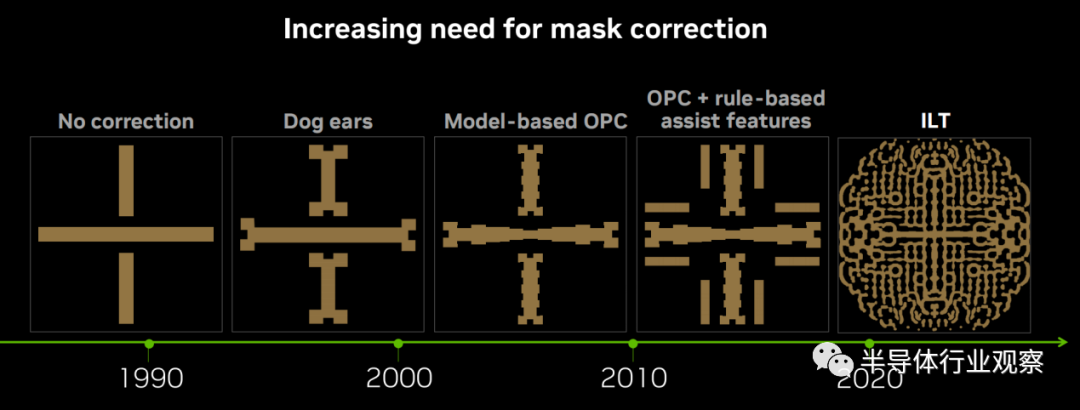 Increasing need for mask correction
No correction
Dog ears
Model-based OPC
OPC + rule-based
assist features
ILT
1990
2000
2010
2020
半导体行业观察